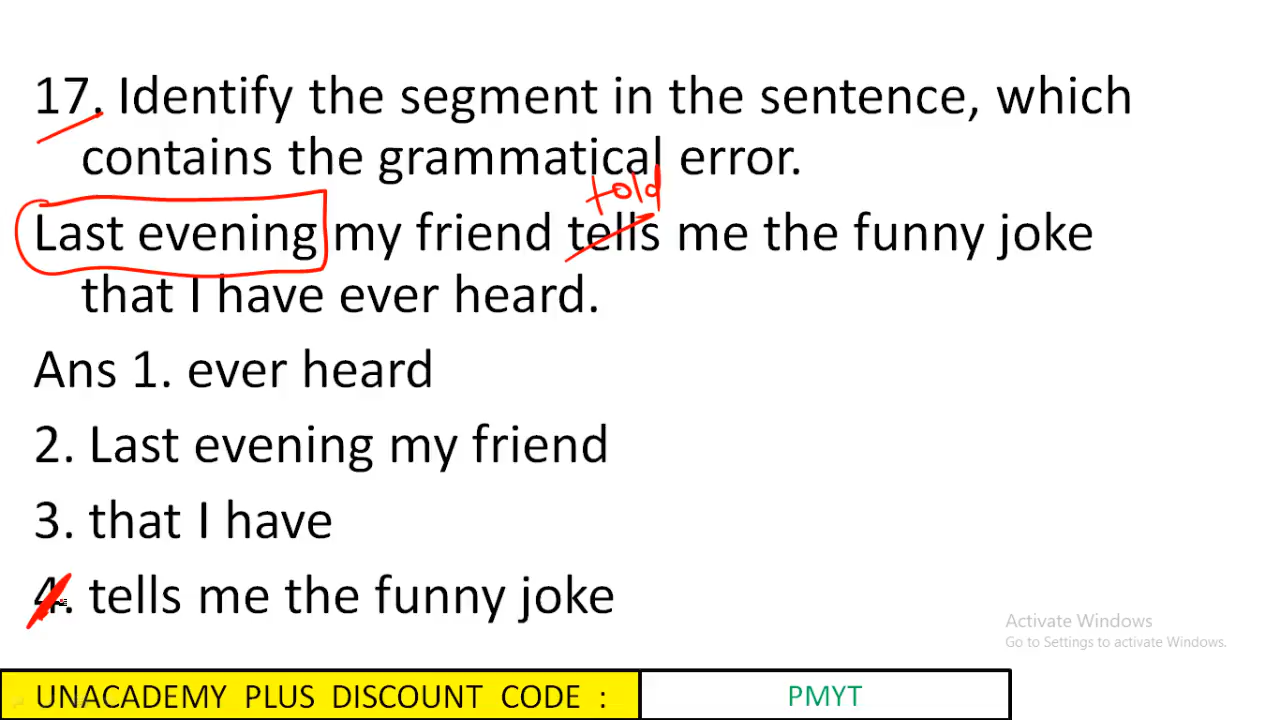 17. Identify the segment in the sentence, which
contains the grammatical error.
told
Last evening my friend tells me the funny joke
that I have ever heard.
Ans 1. ever heard
2. Last evening my friend
3. that I have
4. tells me the funny joke
Activate Windows
Go to Settings to activate Windows.
UNACADEMY PLUS DISCOUNT CODE : PMYT